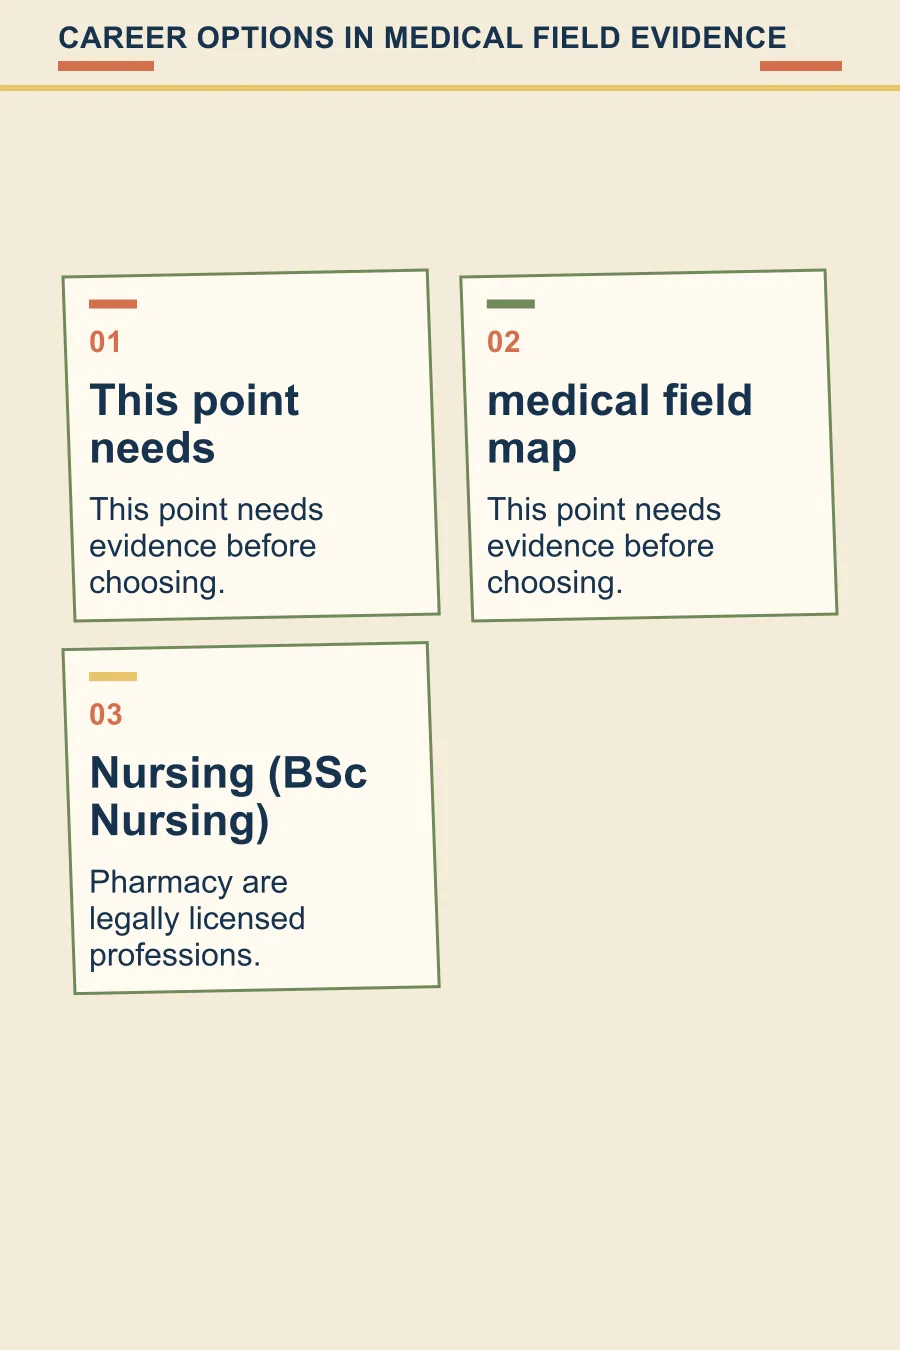 CAREER OPTIONS IN MEDICAL FIELD EVIDENCE
01
This point
needs
This point needs
evidence before
choosing.
02
medical field
map
This point needs
evidence before
choosing.
03
Nursing (BSc
Nursing)
Pharmacy are
legally licensed
professions.